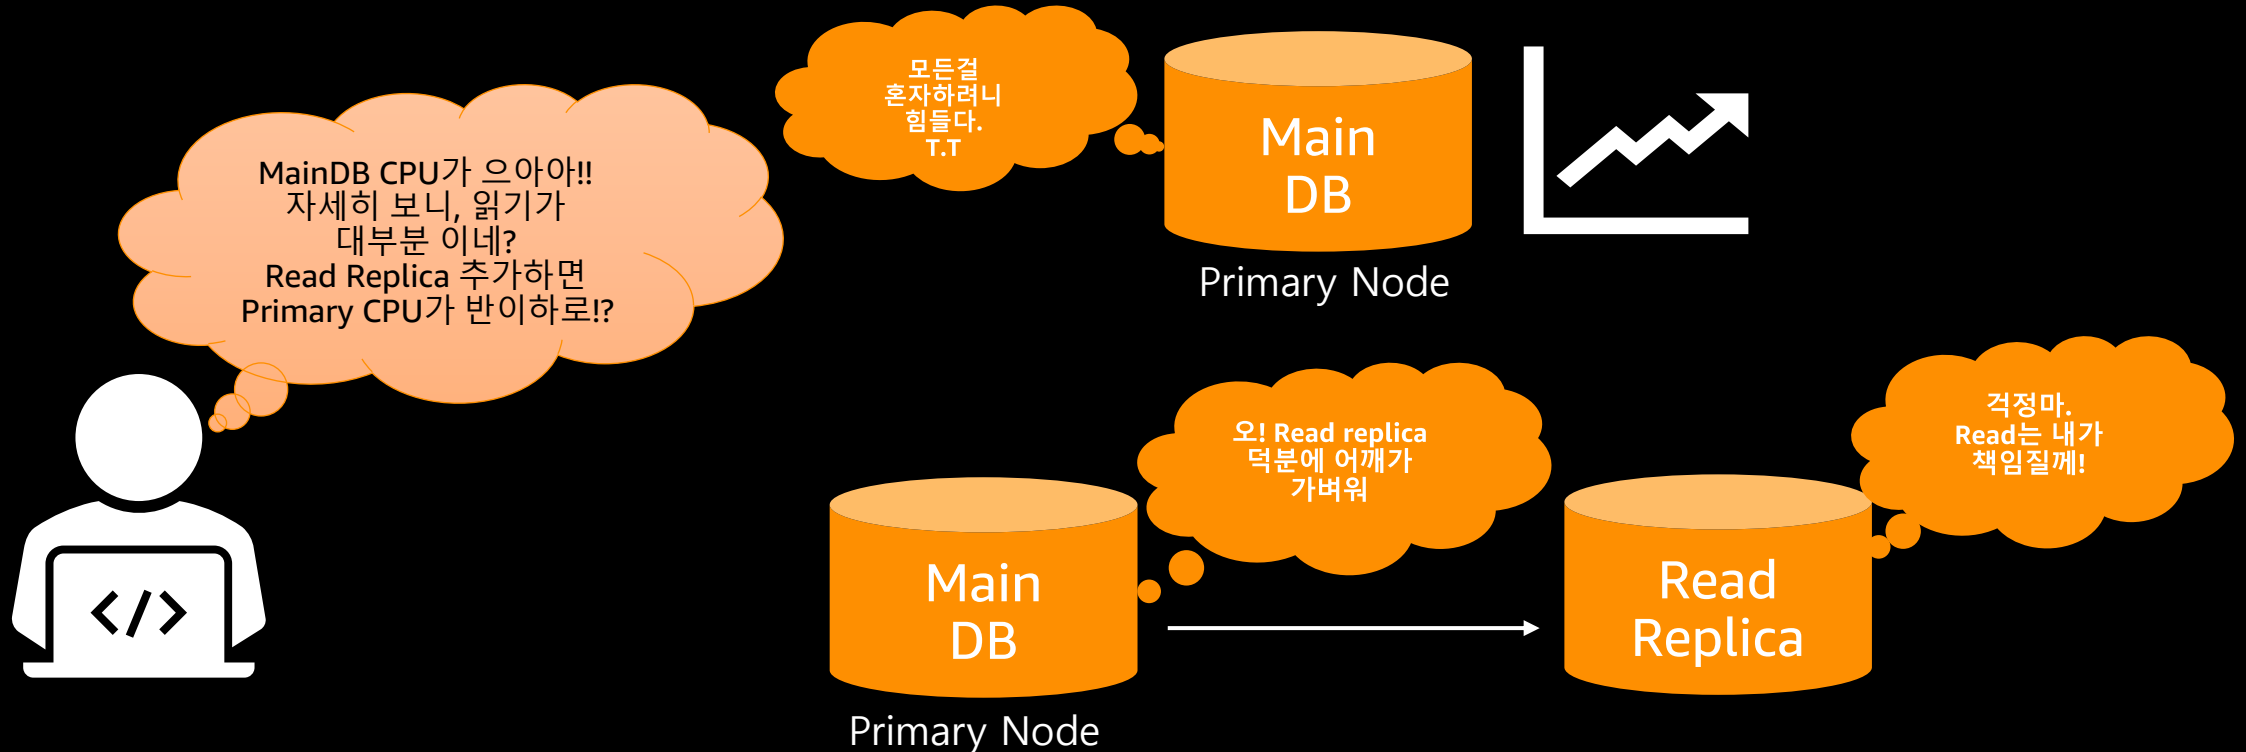 MainDB CPU가 으아아!!
자세히 보니, 읽기가
대부분 이네?
Read Replica 추가하면
Primary CPU가 반이하로!?
모든걸
혼자하려니
힘들다.
T.T
Main
DB
Primary Node
오! Read replica
덕분에 어깨가
가벼워
걱정마.
Read는 내가
책임질께!
Main
DB
Primary Node
Read
Replica